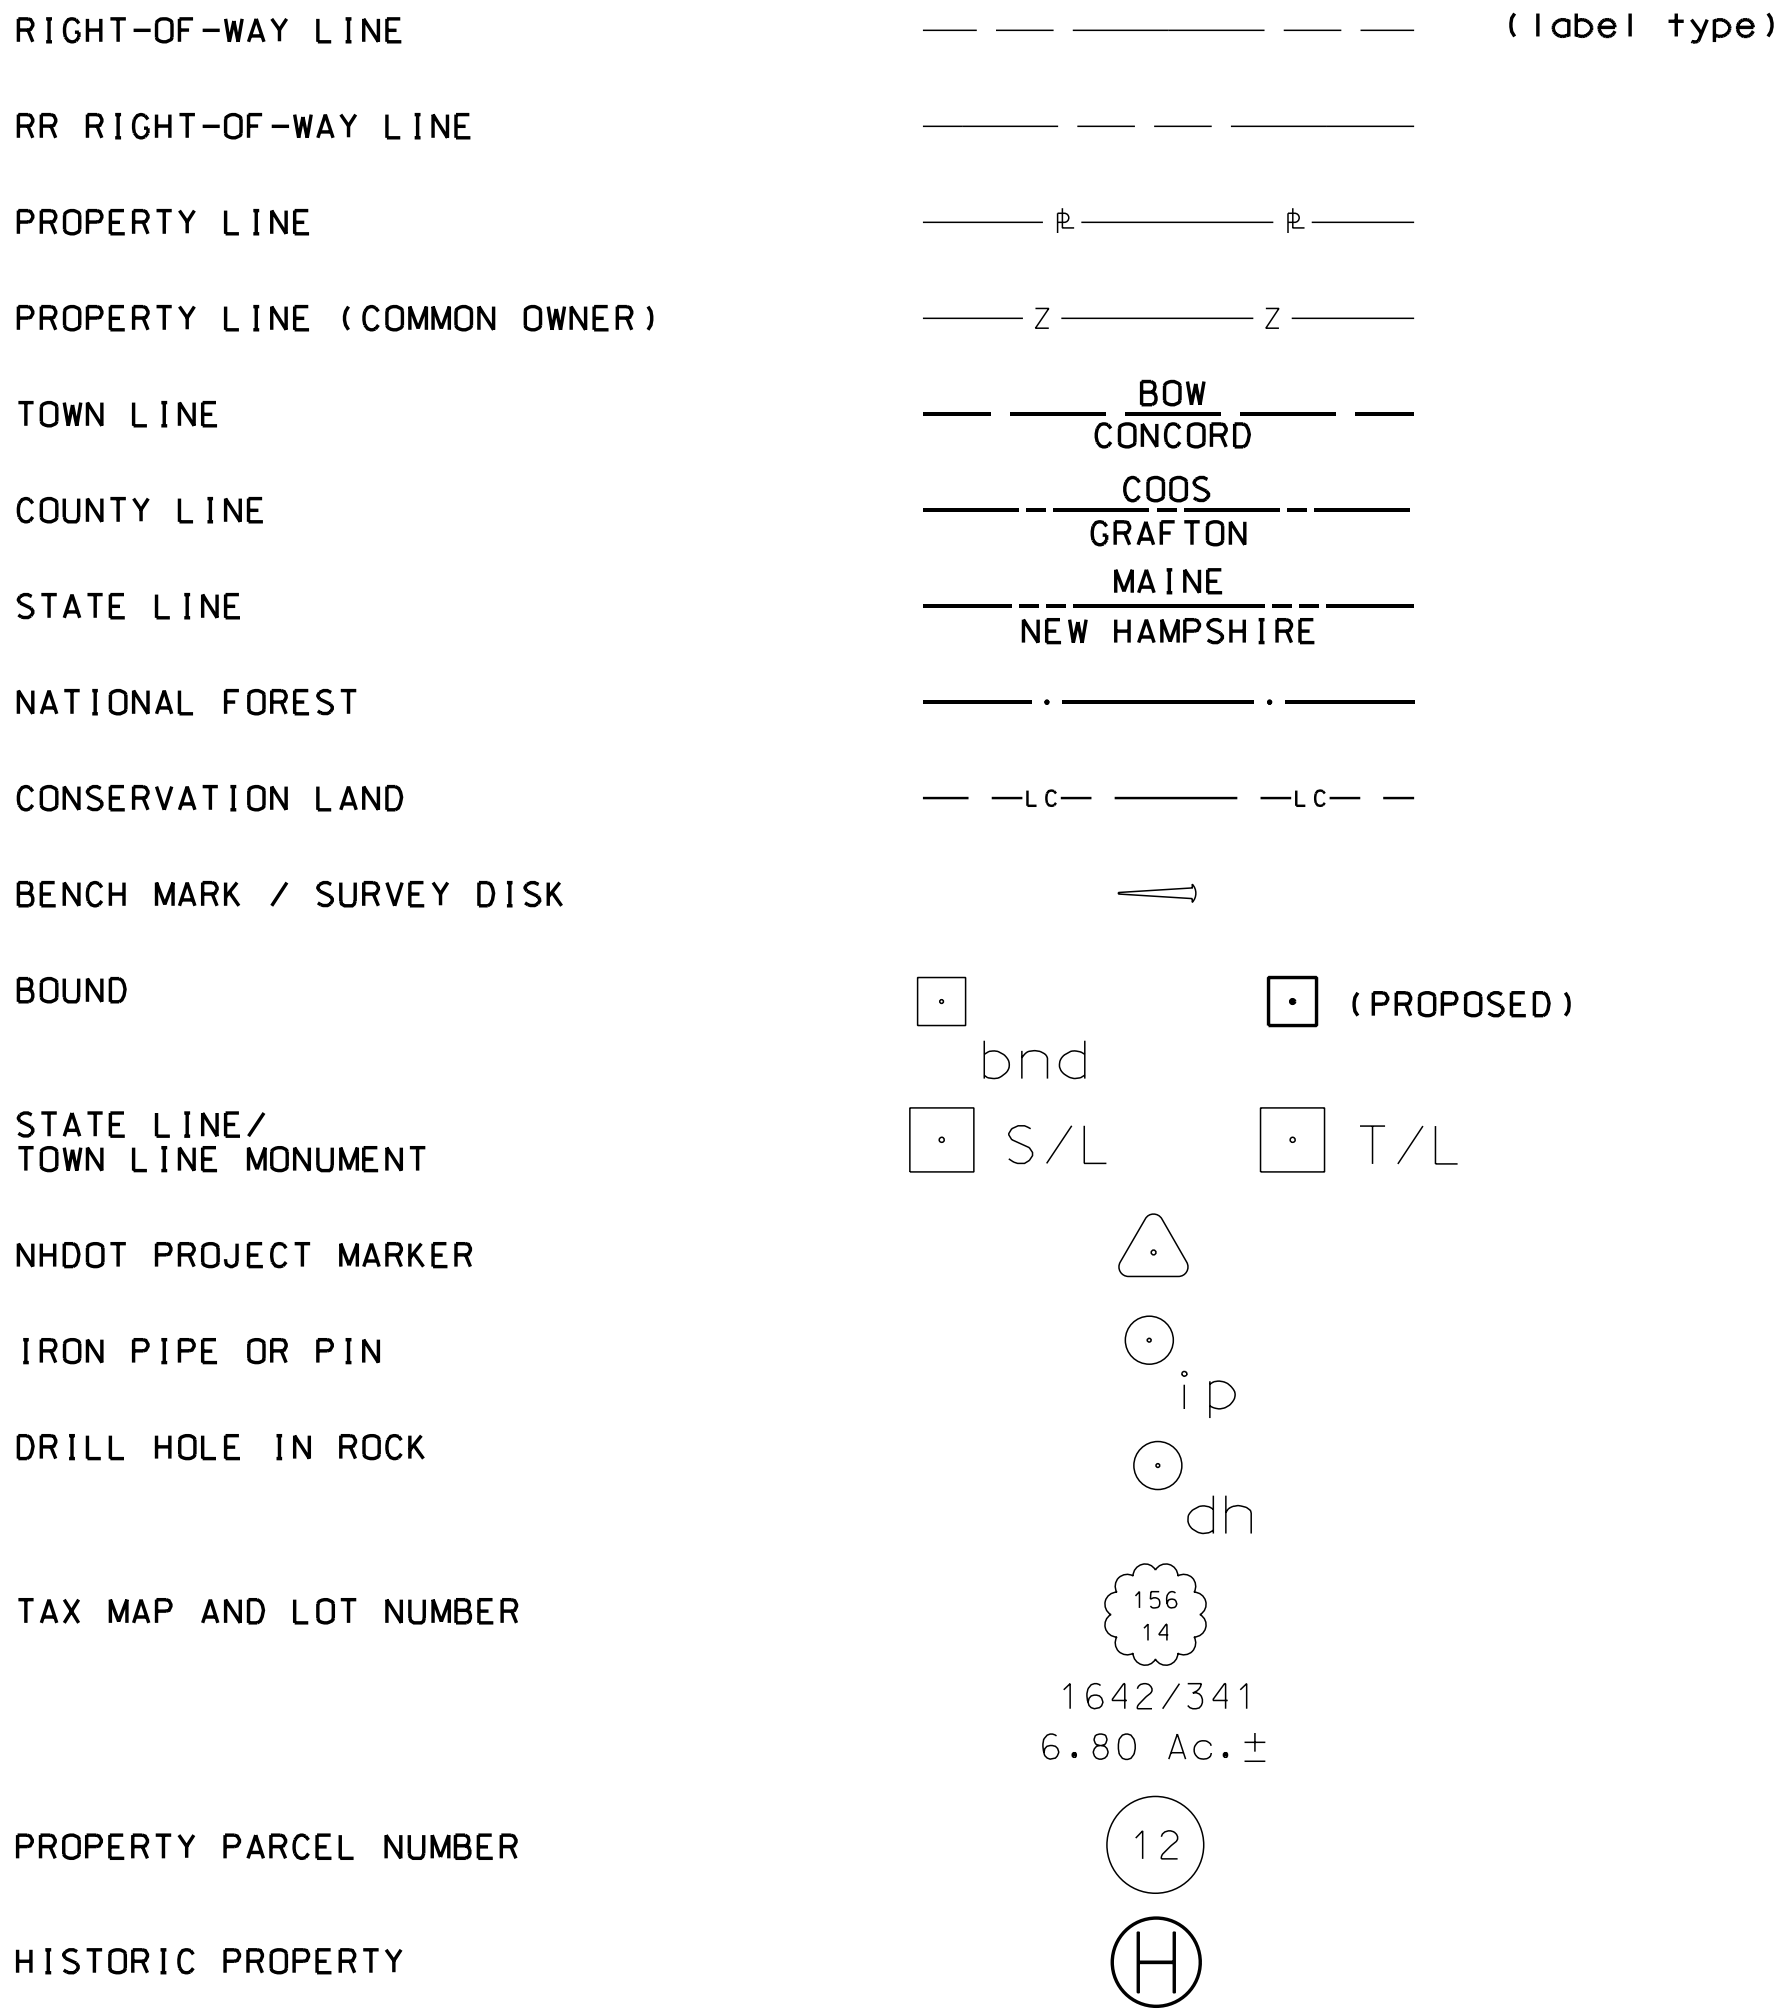 RIGHT-OF-WAY LINE (label type)
RR RIGHT-OF-WAY LINE
PROPERTY LINE ℙL ℙL
PROPERTY LINE (COMMON OWNER) Z Z
BOW
TOWN LINE
CONCORD
COOS
COUNTY LINE
GRAFTON
MAINE
STATE LINE
NEW HAMPSHIRE
NATIONAL FOREST
CONSERVATION LAND LC LC
BENCH MARK / SURVEY DISK
BOUND (PROPOSED)
bnd
STATE LINE/
TOWN LINE MONUMENT S/L T/L
NHDOT PROJECT MARKER
IRON PIPE OR PIN
ip
DRILL HOLE IN ROCK
dh
TAX MAP AND LOT NUMBER
156
14
1642/341
6.80 Ac.±
PROPERTY PARCEL NUMBER 12
HISTORIC PROPERTY H